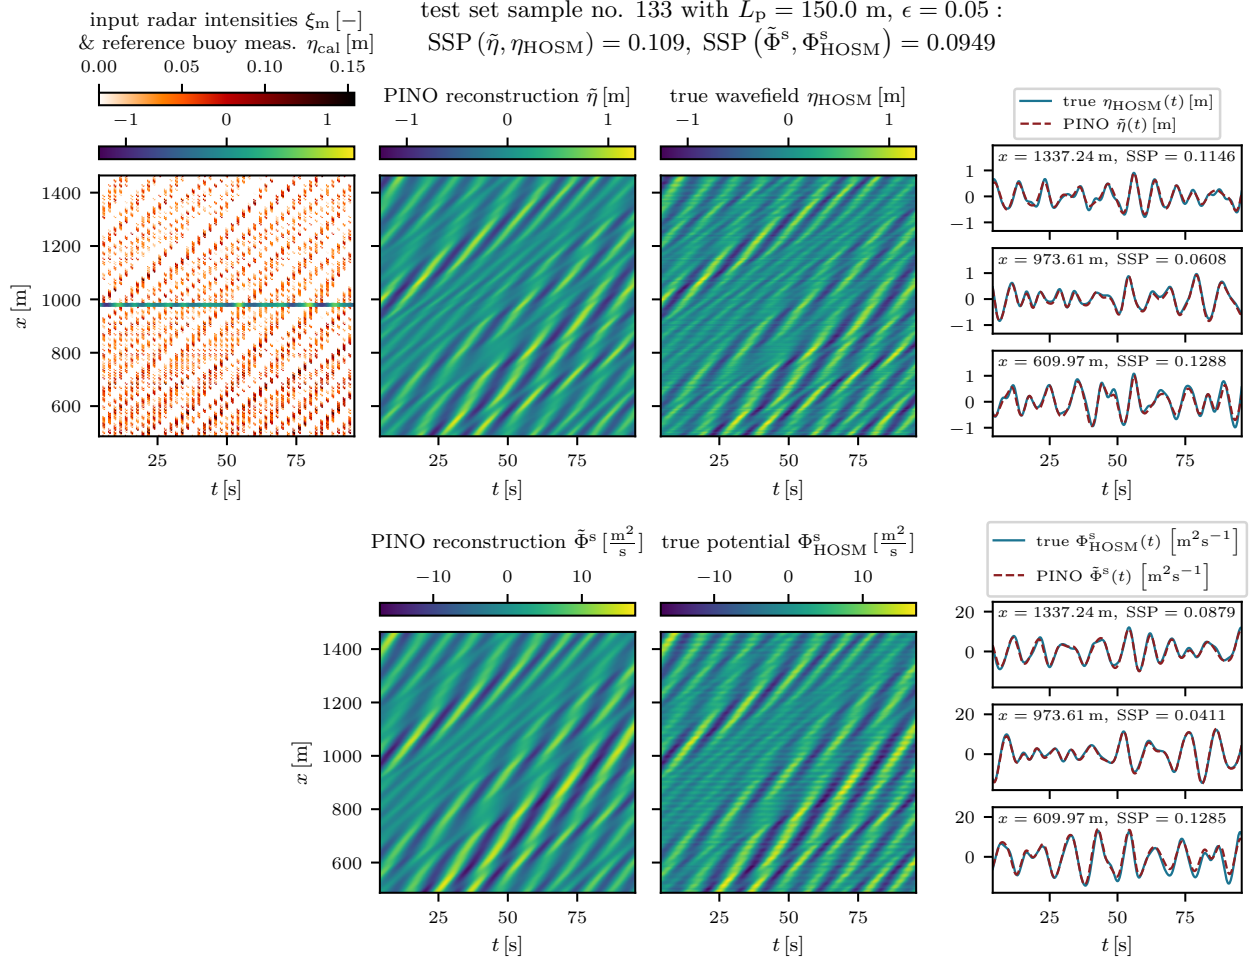 test set sample no. 133 with Lₚ = 150.0 m, ϵ = 0.05 :
SSP (η̃, η_HOSM) = 0.109, SSP (Φ̃ˢ, Φˢ_HOSM) = 0.0949
input radar intensities ξₘ [−]
& reference buoy meas. η_cal [m]
0.00 0.05 0.10 0.15
−1 0 1
1400
1200
1000
800
600
x [m]
25 50 75
t [s]
PINO reconstruction η̃ [m]
−1 0 1
25 50 75
t [s]
true wavefield η_HOSM [m]
−1 0 1
25 50 75
t [s]
true η_HOSM(t) [m]
PINO η̃(t) [m]
x = 1337.24 m, SSP = 0.1146
1
0
−1
x = 973.61 m, SSP = 0.0608
1
0
−1
x = 609.97 m, SSP = 0.1288
1
0
−1
25 50 75
t [s]
PINO reconstruction Φ̃ˢ [m²/s]
−10 0 10
1400
1200
1000
800
600
x [m]
25 50 75
t [s]
true potential Φˢ_HOSM [m²/s]
−10 0 10
25 50 75
t [s]
true Φˢ_HOSM(t) [m²s⁻¹]
PINO Φ̃ˢ(t) [m²s⁻¹]
x = 1337.24 m, SSP = 0.0879
20
0
x = 973.61 m, SSP = 0.0411
20
0
x = 609.97 m, SSP = 0.1285
20
0
25 50 75
t [s]